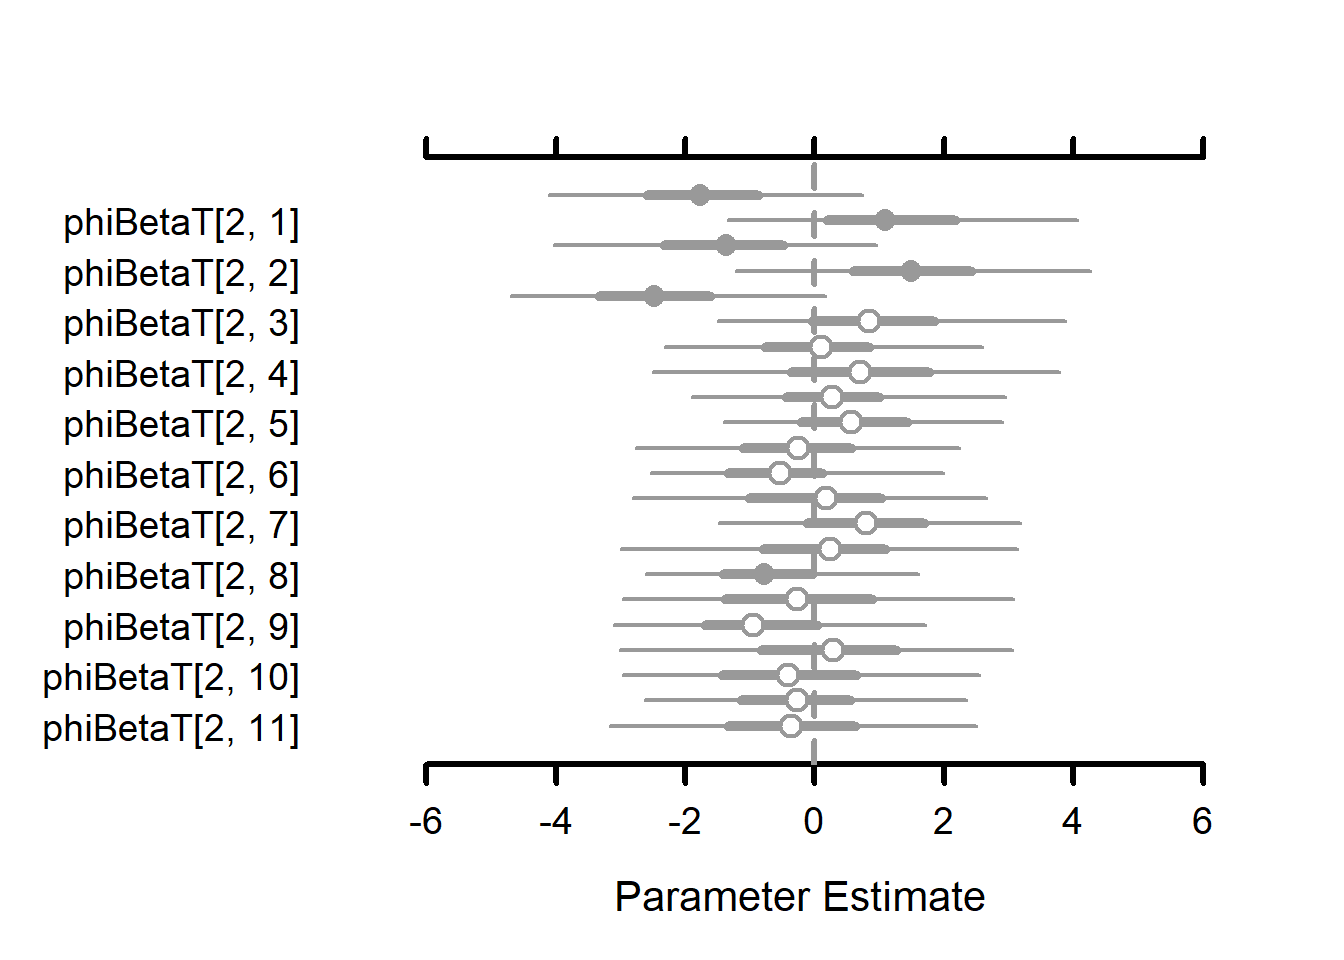 phiBetaT[2, 1]
phiBetaT[2, 2]
phiBetaT[2, 3]
phiBetaT[2, 4]
phiBetaT[2, 5]
phiBetaT[2, 6]
phiBetaT[2, 7]
phiBetaT[2, 8]
phiBetaT[2, 9]
phiBetaT[2, 10]
phiBetaT[2, 11]
-6 -4 -2 0 2 4 6
Parameter Estimate